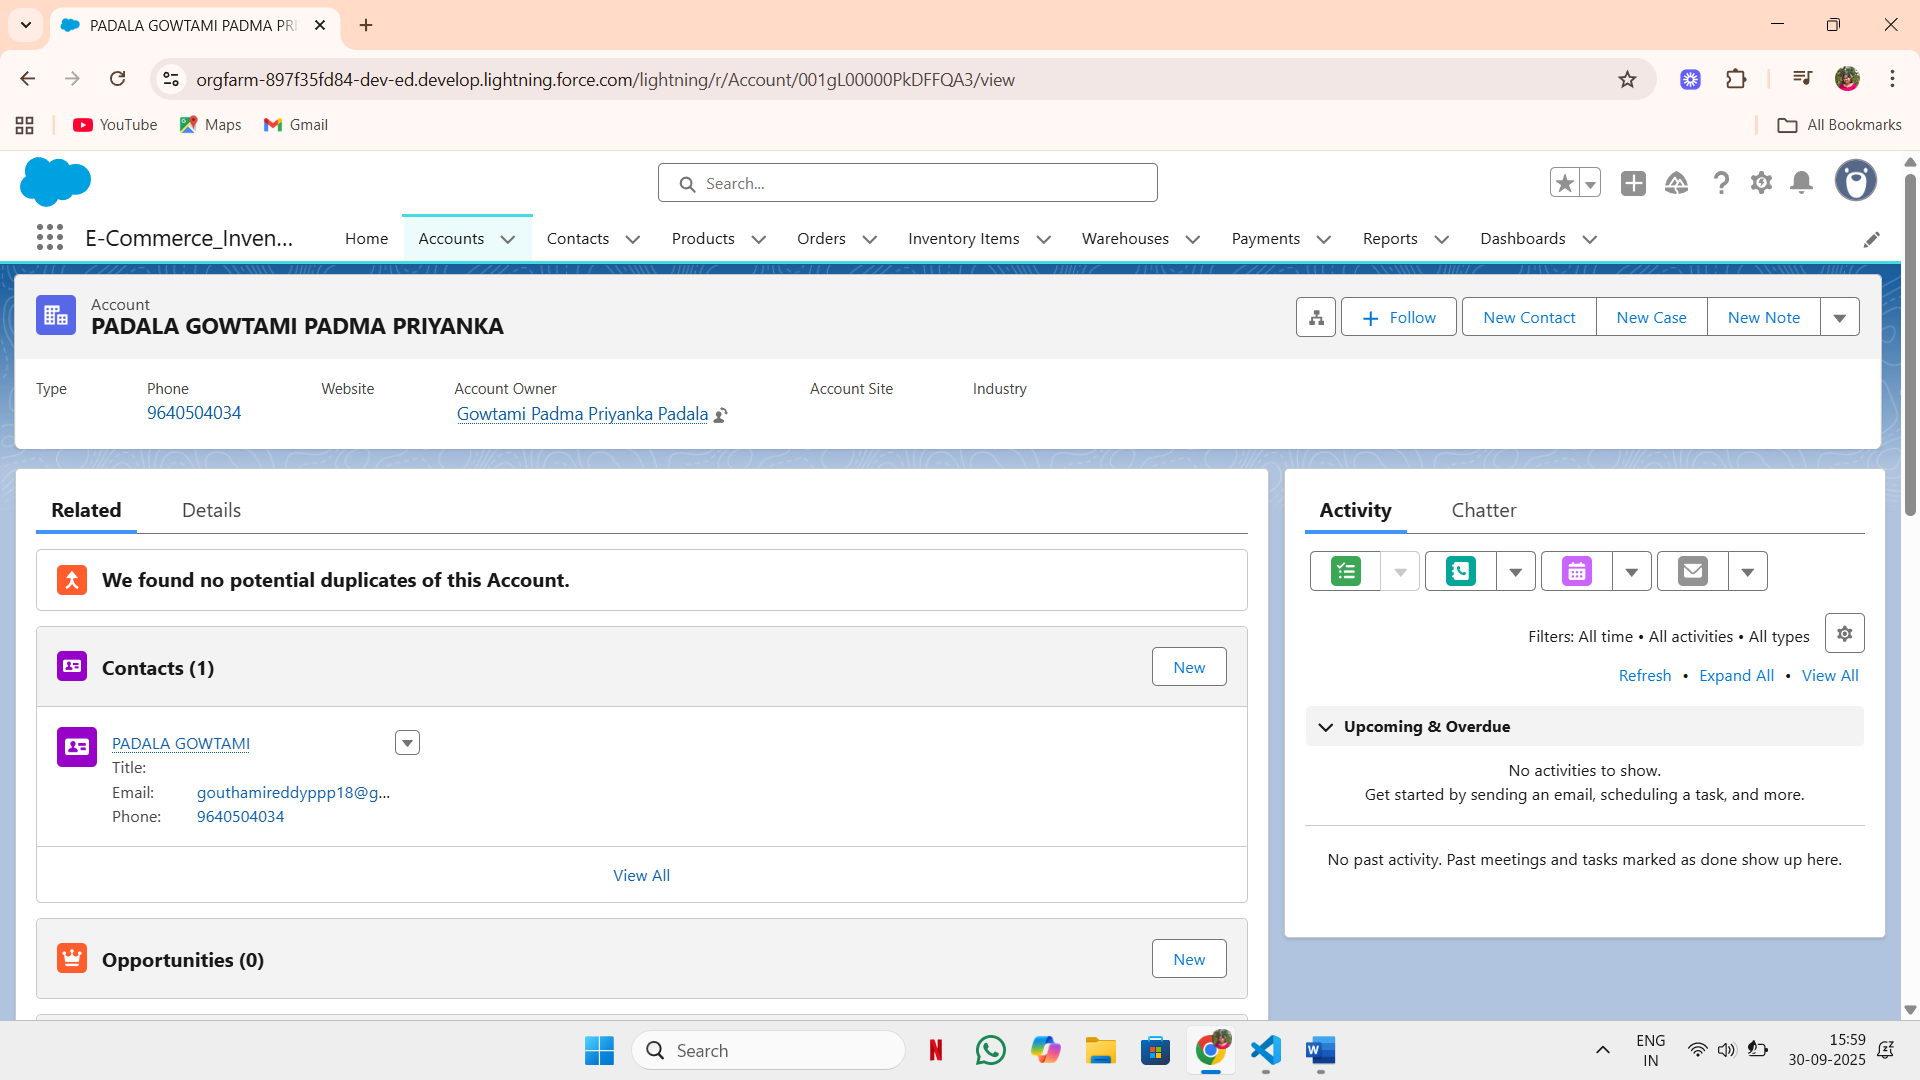 PADALA GOWTAMI PADMA PRI
orgfarm-897f35fd84-dev-ed.develop.lightning.force.com/lightning/r/Account/001gL00000PkDFFQA3/view
YouTube Maps Gmail All Bookmarks
Search...
E-Commerce_Inven... Home Accounts Contacts Products Orders Inventory Items Warehouses Payments Reports Dashboards
Account
PADALA GOWTAMI PADMA PRIYANKA
Follow New Contact New Case New Note
Type Phone Website Account Owner Account Site Industry
9640504034 Gowtami Padma Priyanka Padala
Related Details
We found no potential duplicates of this Account.
Contacts (1) New
PADALA GOWTAMI
Title:
Email: gouthamireddyppp18@g...
Phone: 9640504034
View All
Opportunities (0) New
Activity Chatter
Filters: All time • All activities • All types
Refresh • Expand All • View All
Upcoming & Overdue
No activities to show.
Get started by sending an email, scheduling a task, and more.
No past activity. Past meetings and tasks marked as done show up here.
Search
ENG
IN
15:59
30-09-2025